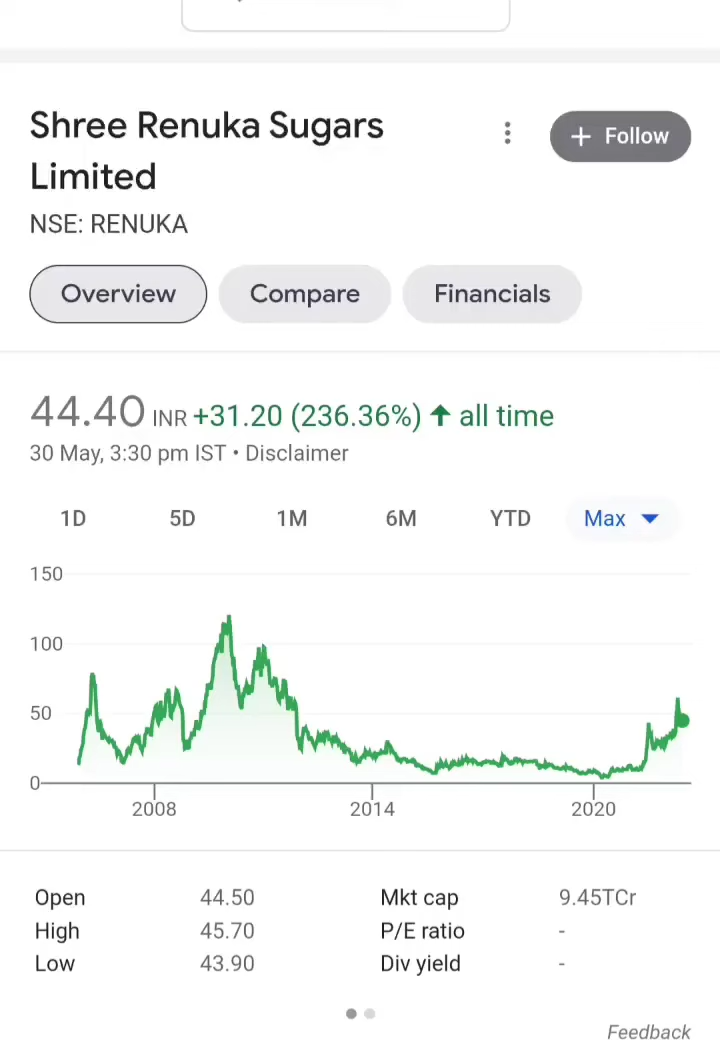 Shree Renuka Sugars
Limited
+ Follow
NSE: RENUKA
Overview Compare Financials
44.40 INR +31.20 (236.36%) ↑ all time
30 May, 3:30 pm IST • Disclaimer
1D 5D 1M 6M YTD Max
150
100
50
0
2008 2014 2020
Open 44.50 Mkt cap 9.45TCr
High 45.70 P/E ratio -
Low 43.90 Div yield -
Feedback